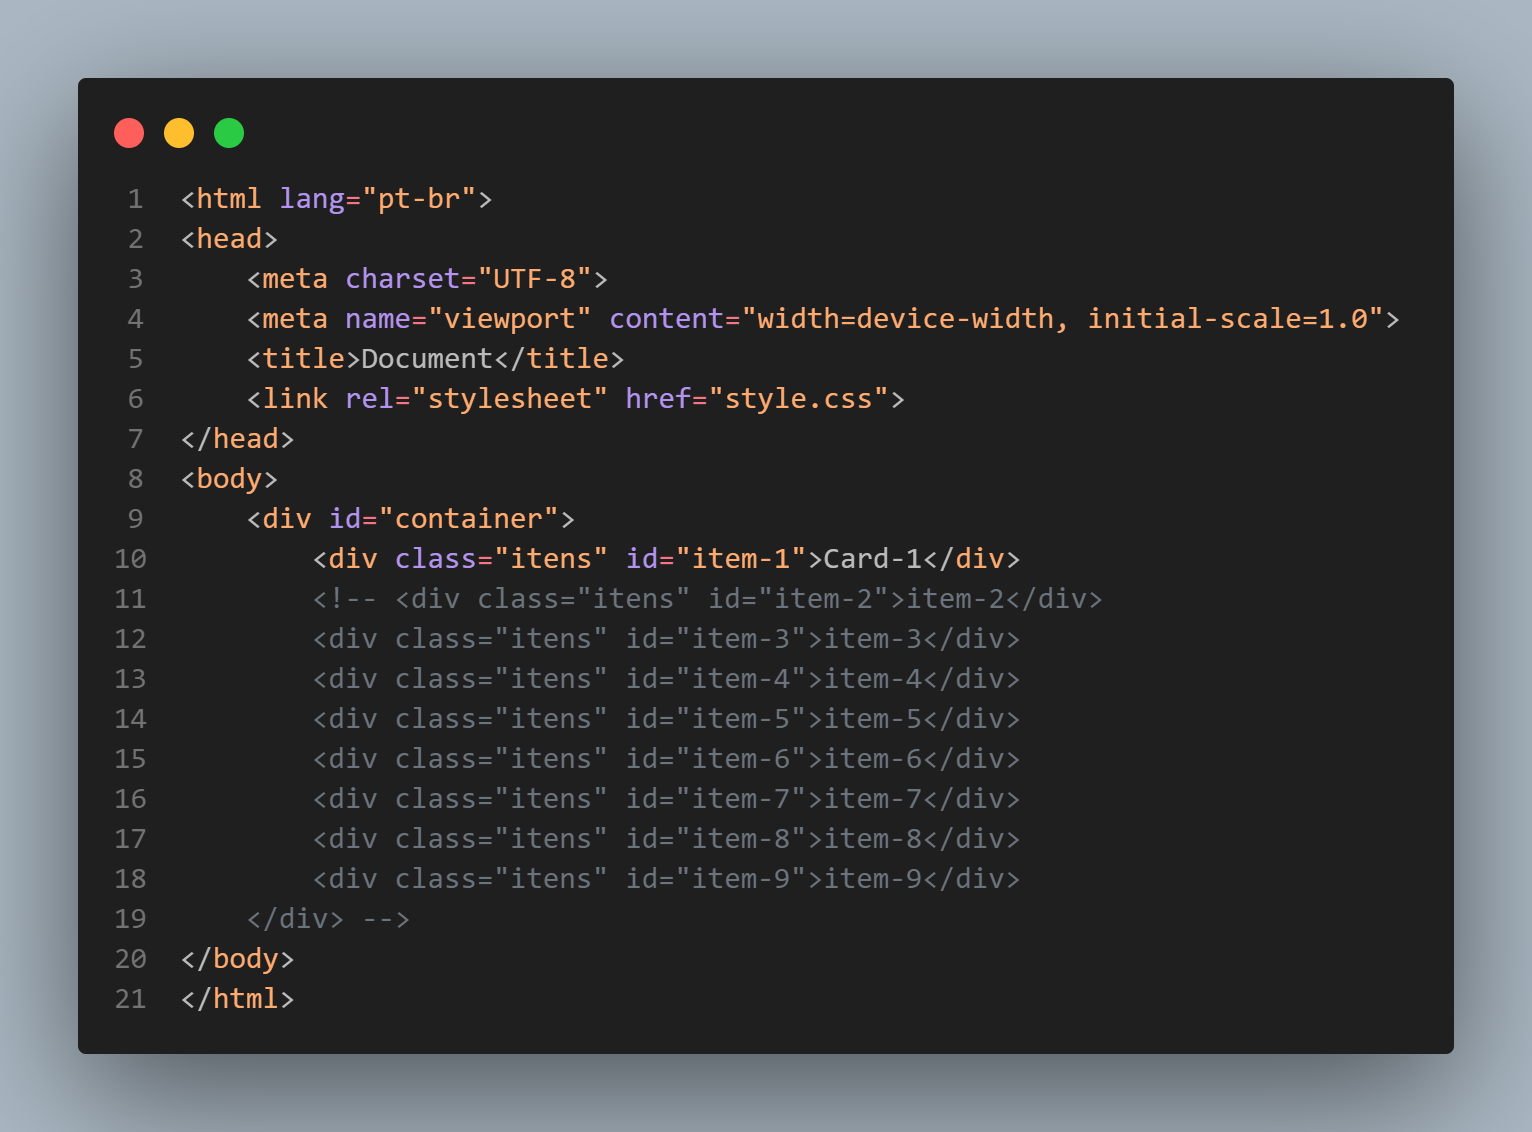 1 <html lang="pt-br">
2 <head>
3     <meta charset="UTF-8">
4     <meta name="viewport" content="width=device-width, initial-scale=1.0">
5     <title>Document</title>
6     <link rel="stylesheet" href="style.css">
7 </head>
8 <body>
9     <div id="container">
10         <div class="itens" id="item-1">Card-1</div>
11         <!-- <div class="itens" id="item-2">item-2</div>
12         <div class="itens" id="item-3">item-3</div>
13         <div class="itens" id="item-4">item-4</div>
14         <div class="itens" id="item-5">item-5</div>
15         <div class="itens" id="item-6">item-6</div>
16         <div class="itens" id="item-7">item-7</div>
17         <div class="itens" id="item-8">item-8</div>
18         <div class="itens" id="item-9">item-9</div>
19     </div> -->
20 </body>
21 </html>